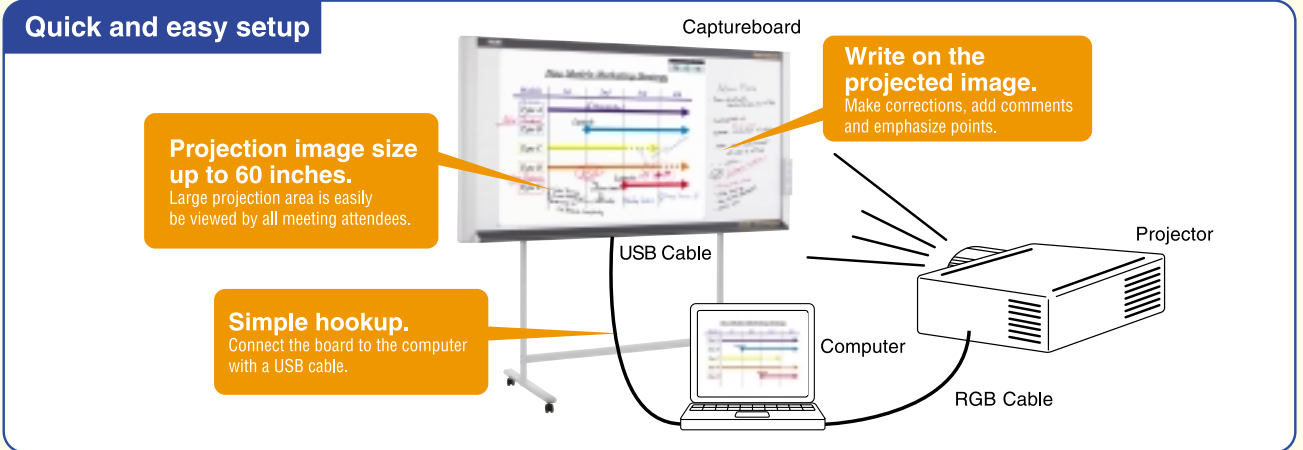 Quick and easy setup
Captureboard
Write on the
projected image.
Make corrections, add comments
and emphasize points.
Projection image size
up to 60 inches.
Large projection area is easily
be viewed by all meeting attendees.
USB Cable
Projector
Simple hookup.
Connect the board to the computer
with a USB cable.
Computer
RGB Cable